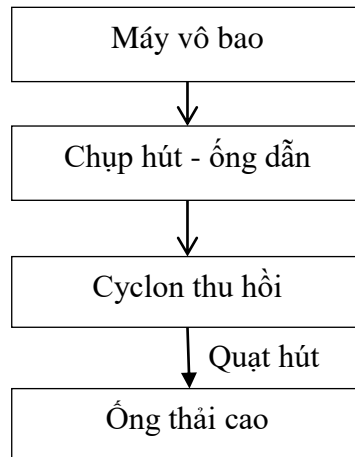 Máy vô bao
Chụp hút - ống dẫn
Cyclon thu hồi
Quạt hút
Ống thải cao